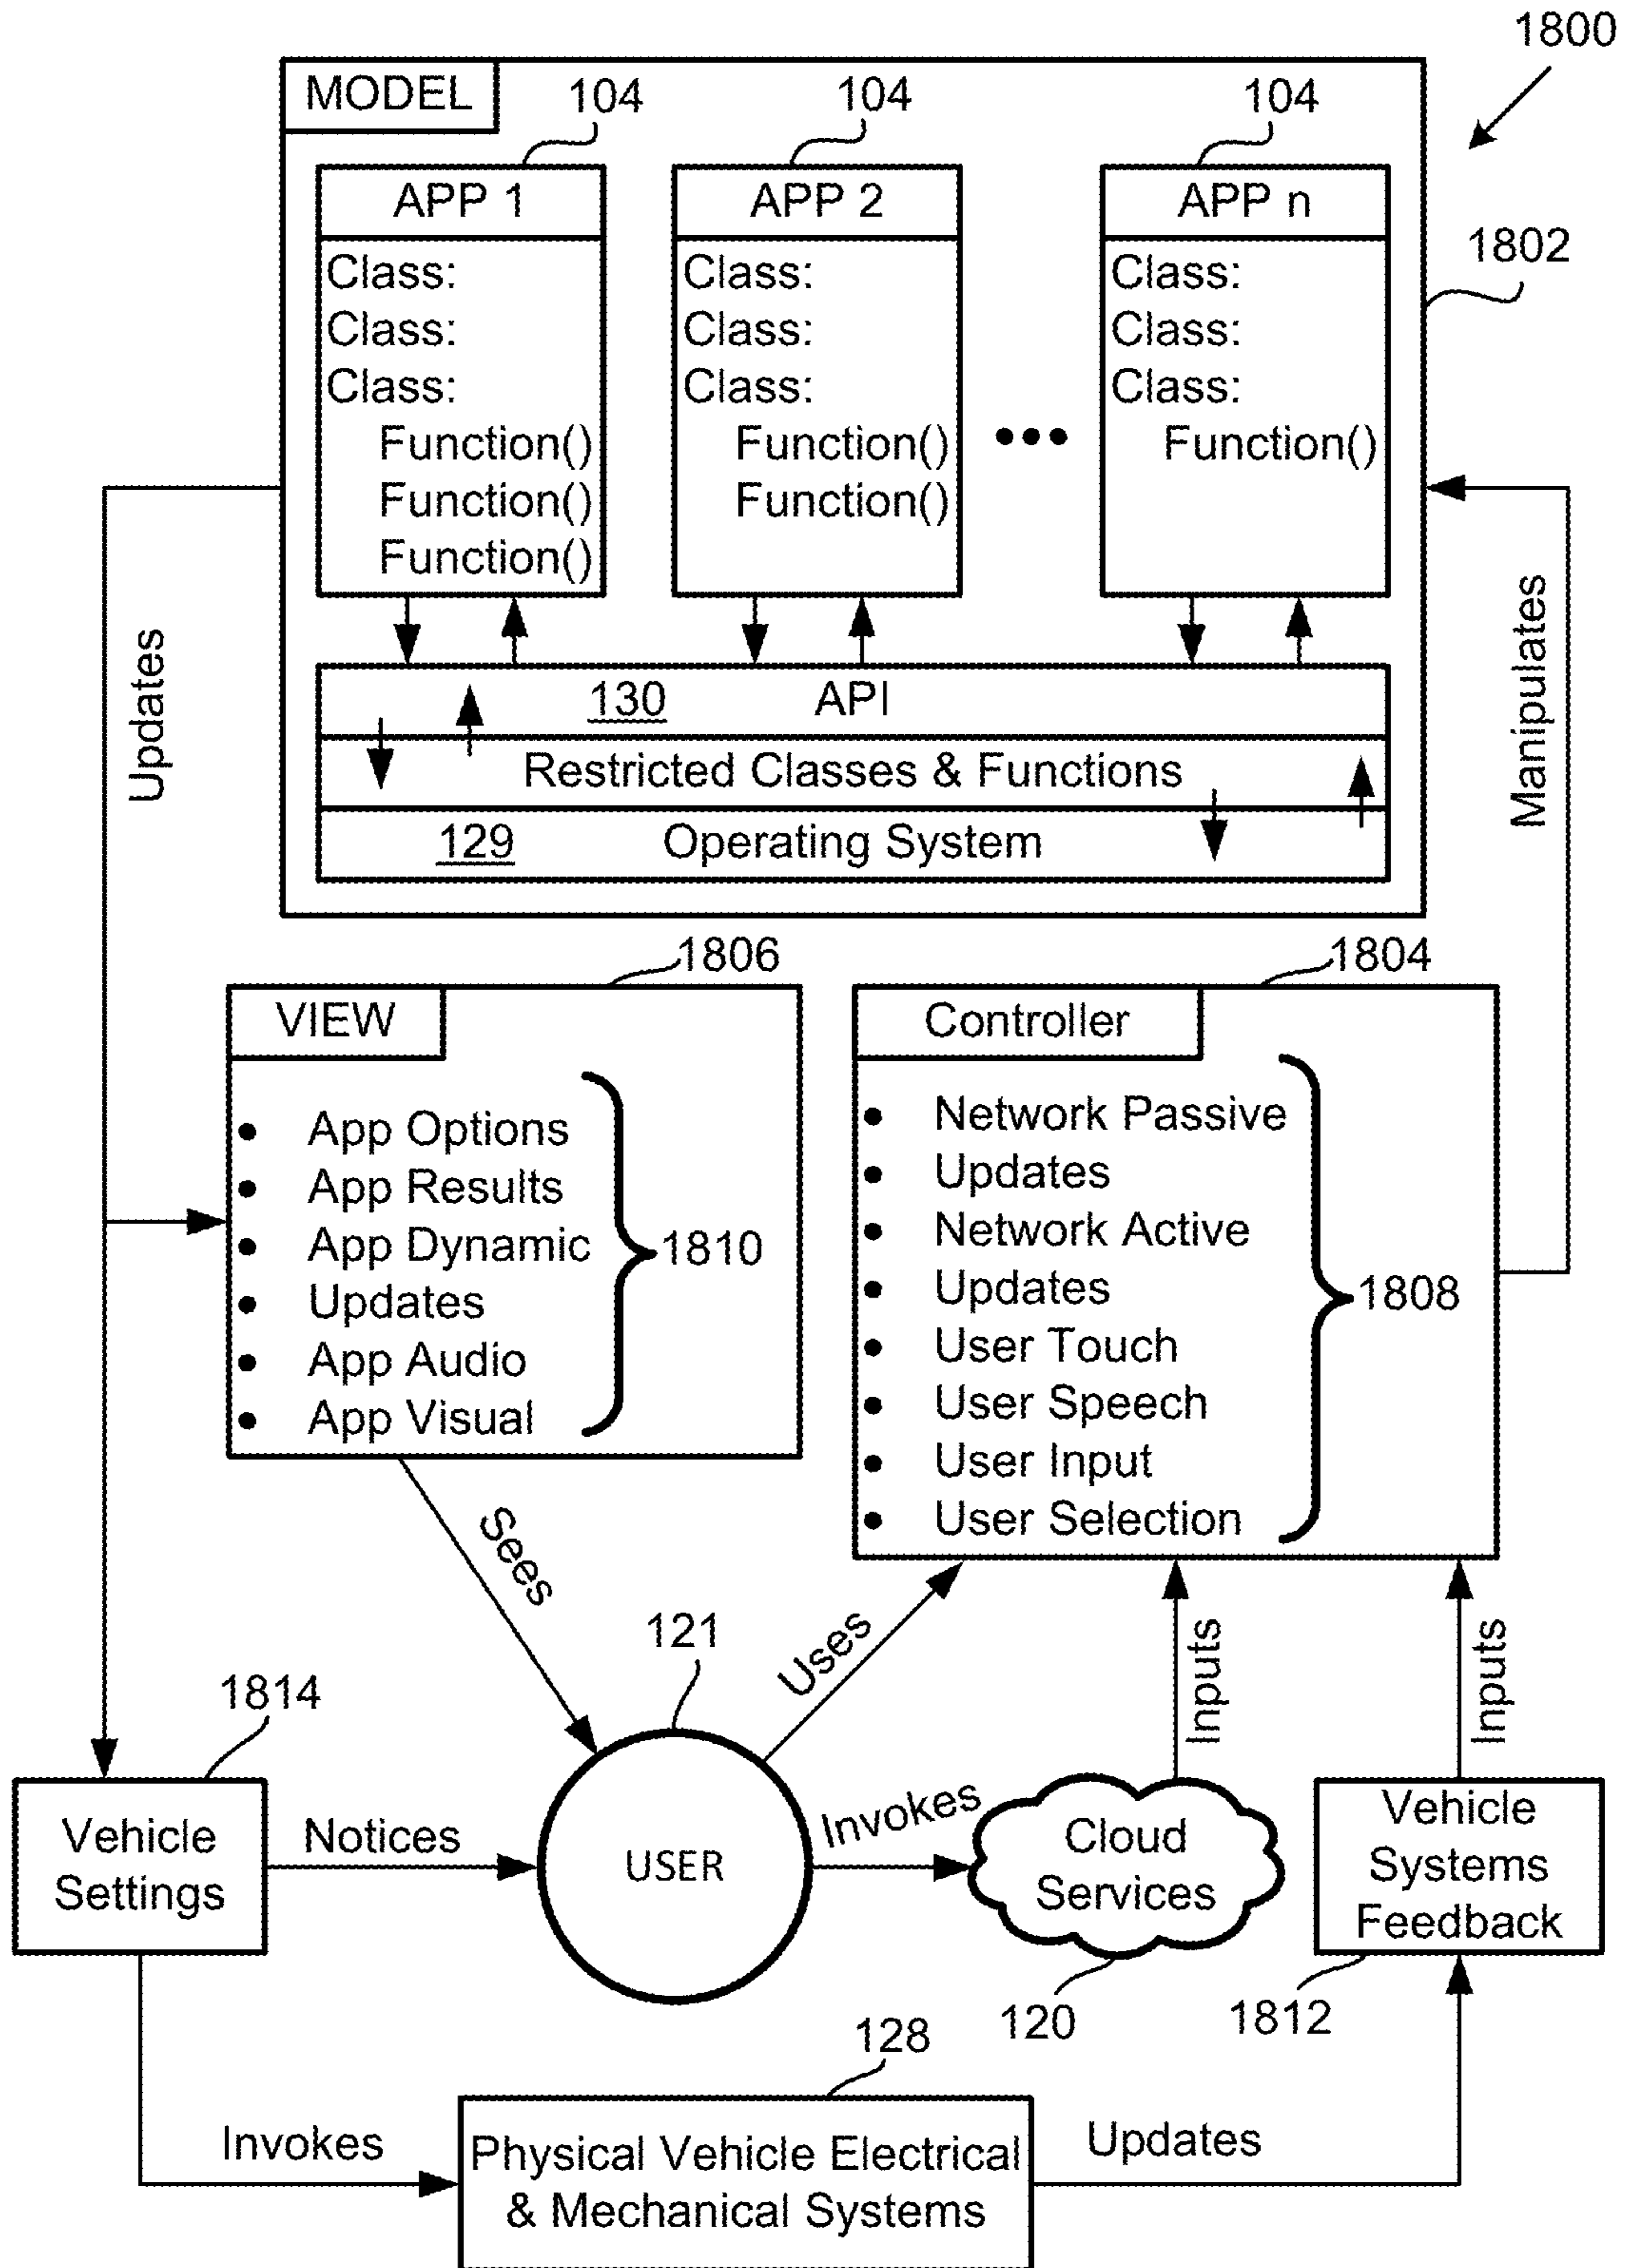 1800
MODEL
104
104
104
APP 1
APP 2
APP n
1802
Class:
Class:
Class:
Function()
Function()
Function()
Class:
Class:
Class:
Function()
Function()
•••
Class:
Class:
Class:
Function()
130 API
Restricted Classes & Functions
129 Operating System
Updates
Manipulates
1806
VIEW
• App Options
• App Results
• App Dynamic
• Updates
• App Audio
• App Visual
1810
1804
Controller
• Network Passive
• Updates
• Network Active
• Updates
• User Touch
• User Speech
• User Input
• User Selection
1808
Sees
Uses
Inputs
Inputs
121
1814
Vehicle
Settings
Notices
USER
Invokes
Cloud
Services
Vehicle
Systems
Feedback
120
1812
128
Invokes
Physical Vehicle Electrical
& Mechanical Systems
Updates